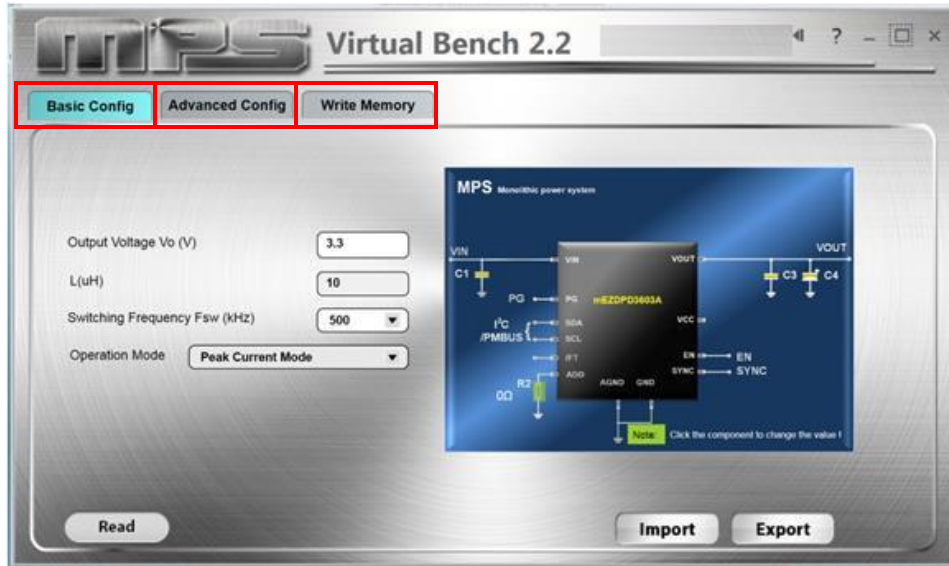 mPS Virtual Bench 2.2
? – ×
Basic Config Advanced Config Write Memory
MPS Monolithic power system
Output Voltage Vo (V) 3.3
L(uH) 10
Switching Frequency Fsw (kHz) 500
Operation Mode Peak Current Mode
VIN VIN VOUT VOUT
C1 C3 C4
PG PG mEZDPD3603A
I²C SDA VCC
/PMBUS SCL
EN EN
ADD SYNC SYNC
R2 AGND GND
0Ω
Note: Click the component to change the value !
Read Import Export